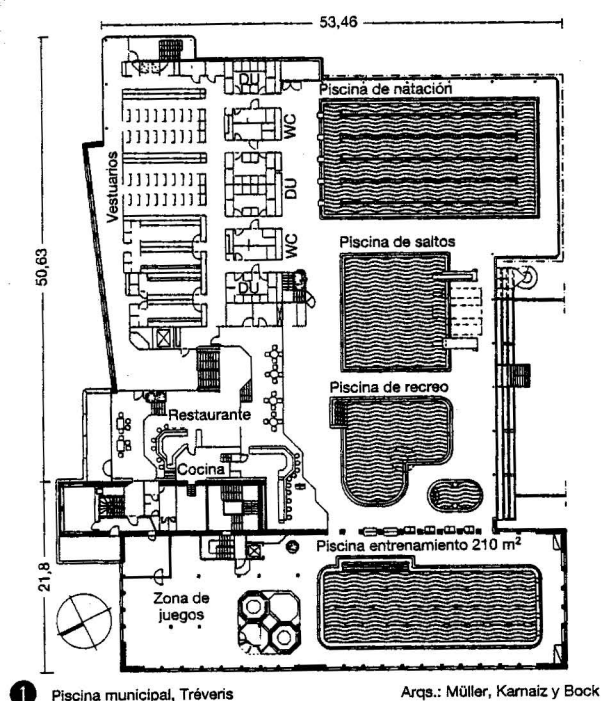 53,46
Piscina de natación
DU
WC
Vestuarios
DU
WC
Piscina de saltos
DU
50,63
Piscina de recreo
Restaurante
Cocina
Piscina entrenamiento 210 m²
21,8
Zona de
juegos
1 Piscina municipal, Tréveris
Arqs.: Müller, Karnaiz y Bock